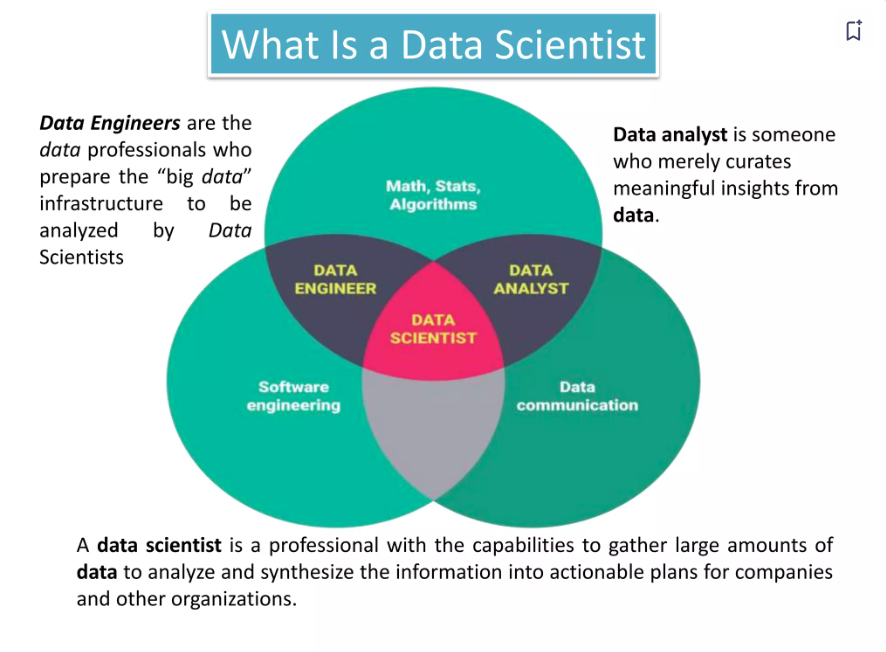 What Is a Data Scientist
Data Engineers are the
data professionals who
prepare the “big data”
infrastructure to be
analyzed by Data
Scientists
Data analyst is someone
who merely curates
meaningful insights from
data.
Math, Stats,
Algorithms
DATA
ENGINEER
DATA
ANALYST
DATA
SCIENTIST
Software
engineering
Data
communication
A data scientist is a professional with the capabilities to gather large amounts of
data to analyze and synthesize the information into actionable plans for companies
and other organizations.